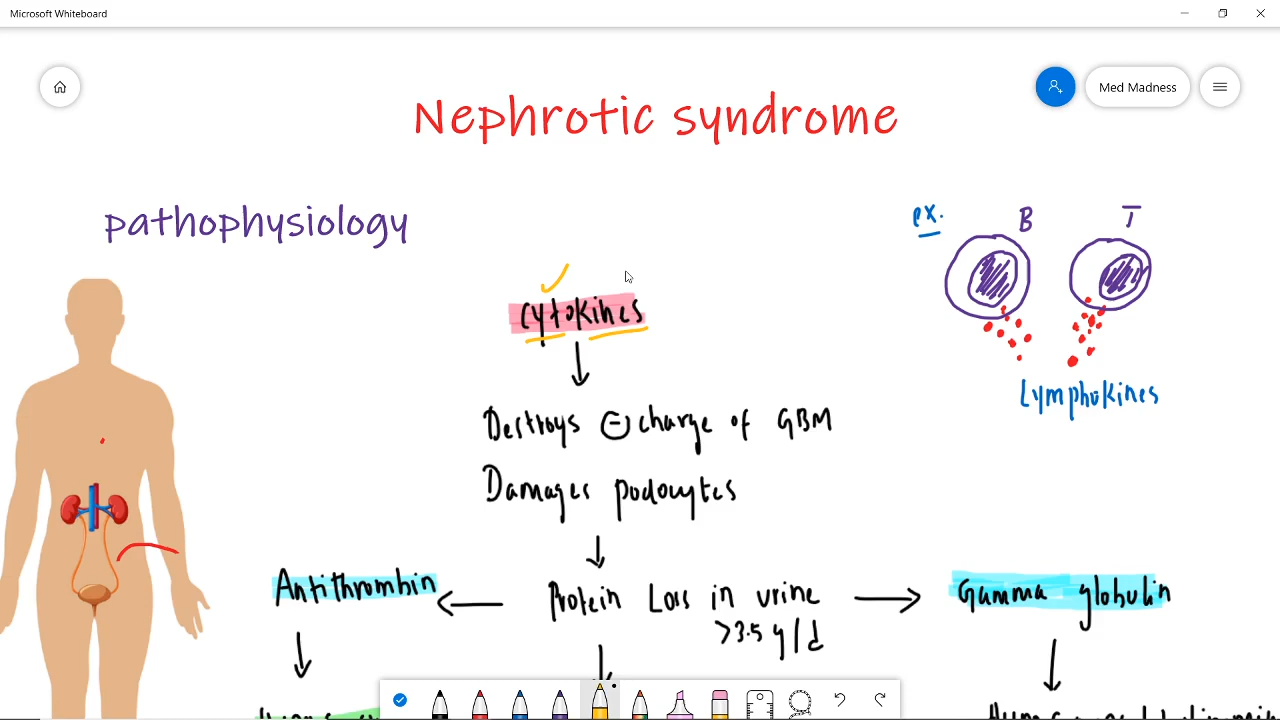 Microsoft Whiteboard
Med Madness
Nephrotic syndrome
pathophysiology
ex.
B
T
Cytokines
Lymphokines
Destroys ⊖ charge of GBM
Damages podocytes
Antithrombin
Protein Loss in urine
>3.5 g/d
Gamma globulin